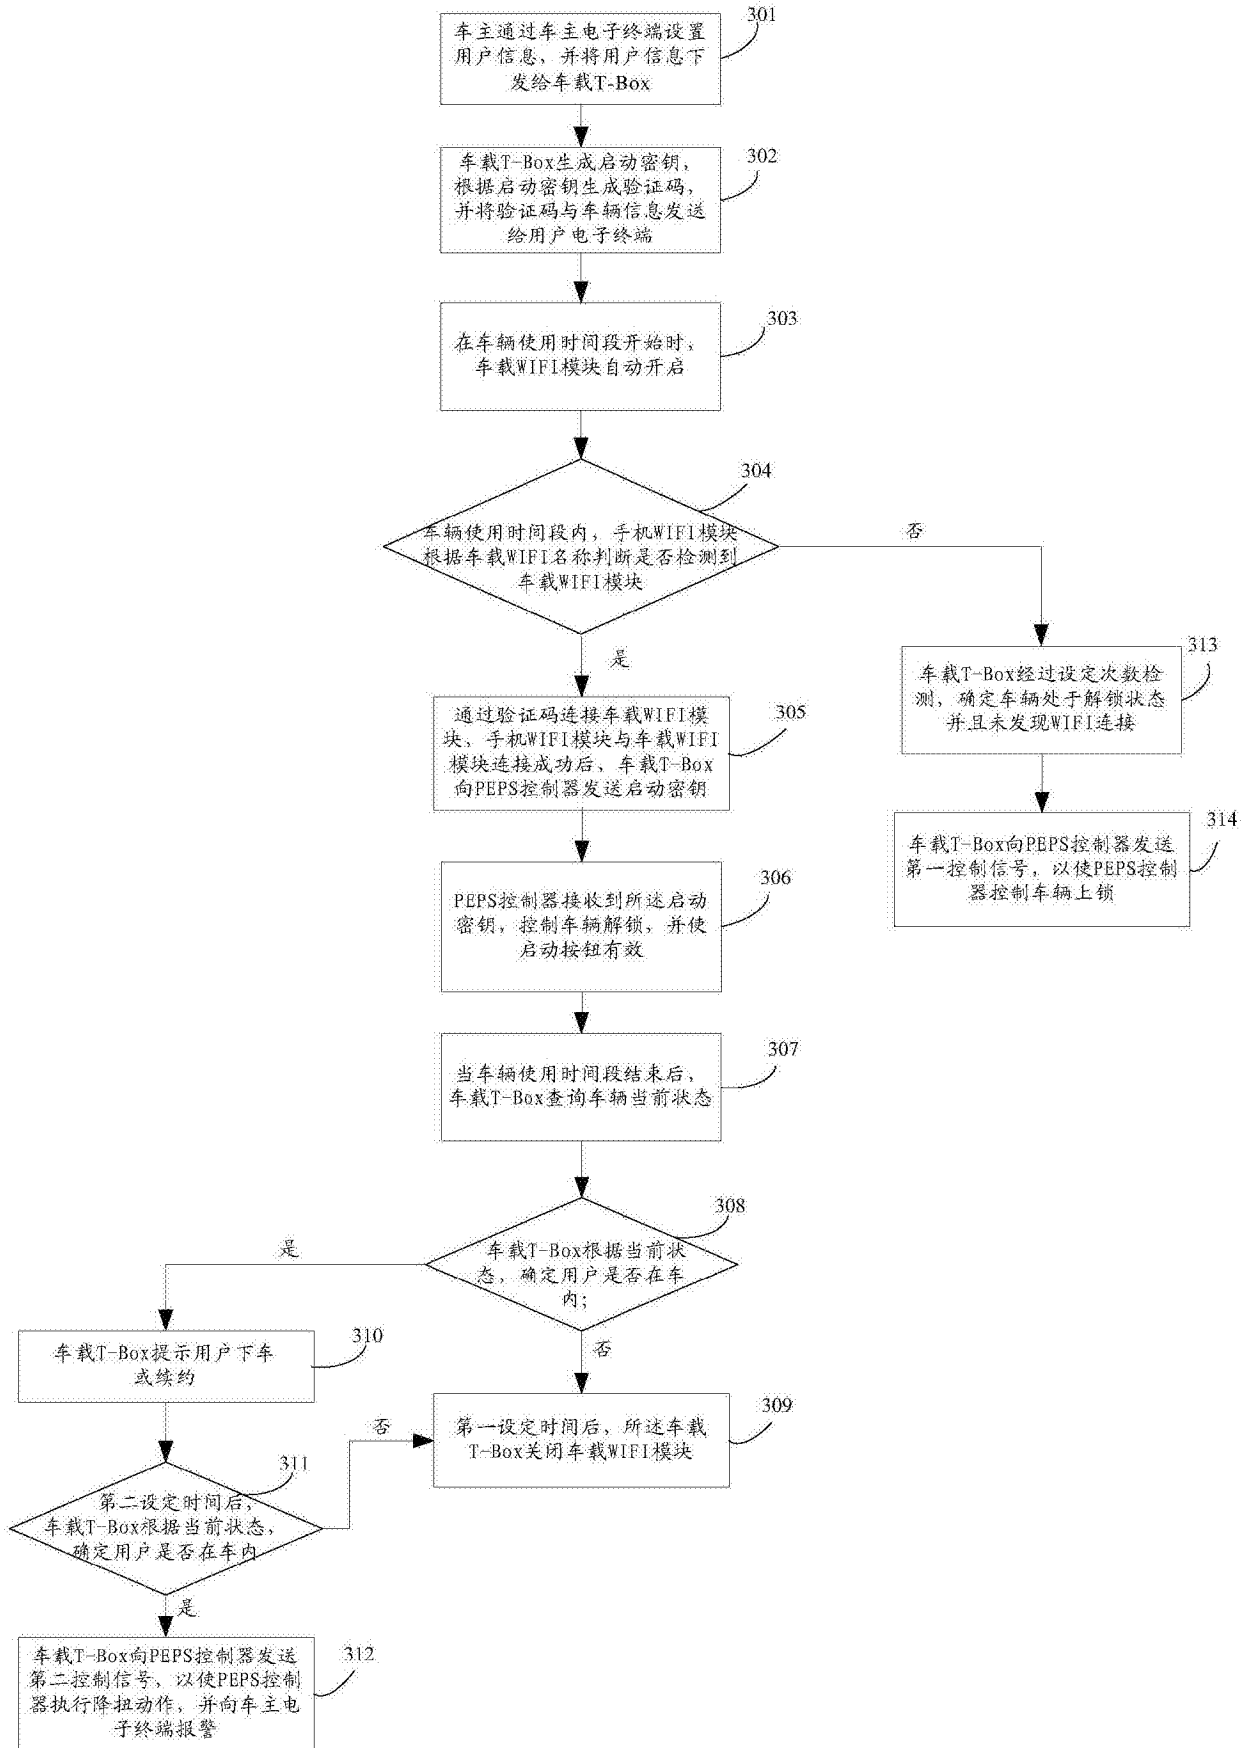 301
车主通过车主电子终端设置
用户信息，并将用户信息下
发给车载T-Box
302
车载T-Box生成启动密钥，
根据启动密钥生成验证码，
并将验证码与车辆信息发送
给用户电子终端
303
在车辆使用时间段开始时，
车载WIFI模块自动开启
304
车辆使用时间段内，手机WIFI模块
根据车载WIFI名称判断是否检测到
车载WIFI模块
否
是
313
车载T-Box经过设定次数检
测，确定车辆处于解锁状态
并且未发现WIFI连接
305
通过验证码连接车载WIFI模
块，手机WIFI模块与车载WIFI
模块连接成功后，车载T-Box
向PEPS控制器发送启动密钥
314
车载T-Box向PEPS控制器发送
第一控制信号，以使PEPS控制
器控制车辆上锁
306
PEPS控制器接收到所述启动
密钥，控制车辆解锁，并使
启动按钮有效
307
当车辆使用时间段结束后，
车载T-Box查询车辆当前状态
308
车载T-Box根据当前状
态，确定用户是否在车
内；
是
否
310
车载T-Box提示用户下车
或续约
309
第一设定时间后，所述车载
T-Box关闭车载WIFI模块
否
311
第二设定时间后，
车载T-Box根据当前状态，
确定用户是否在车内
是
312
车载T-Box向PEPS控制器发送
第二控制信号，以使PEPS控制
器执行降扭动作，并向车主电
子终端报警